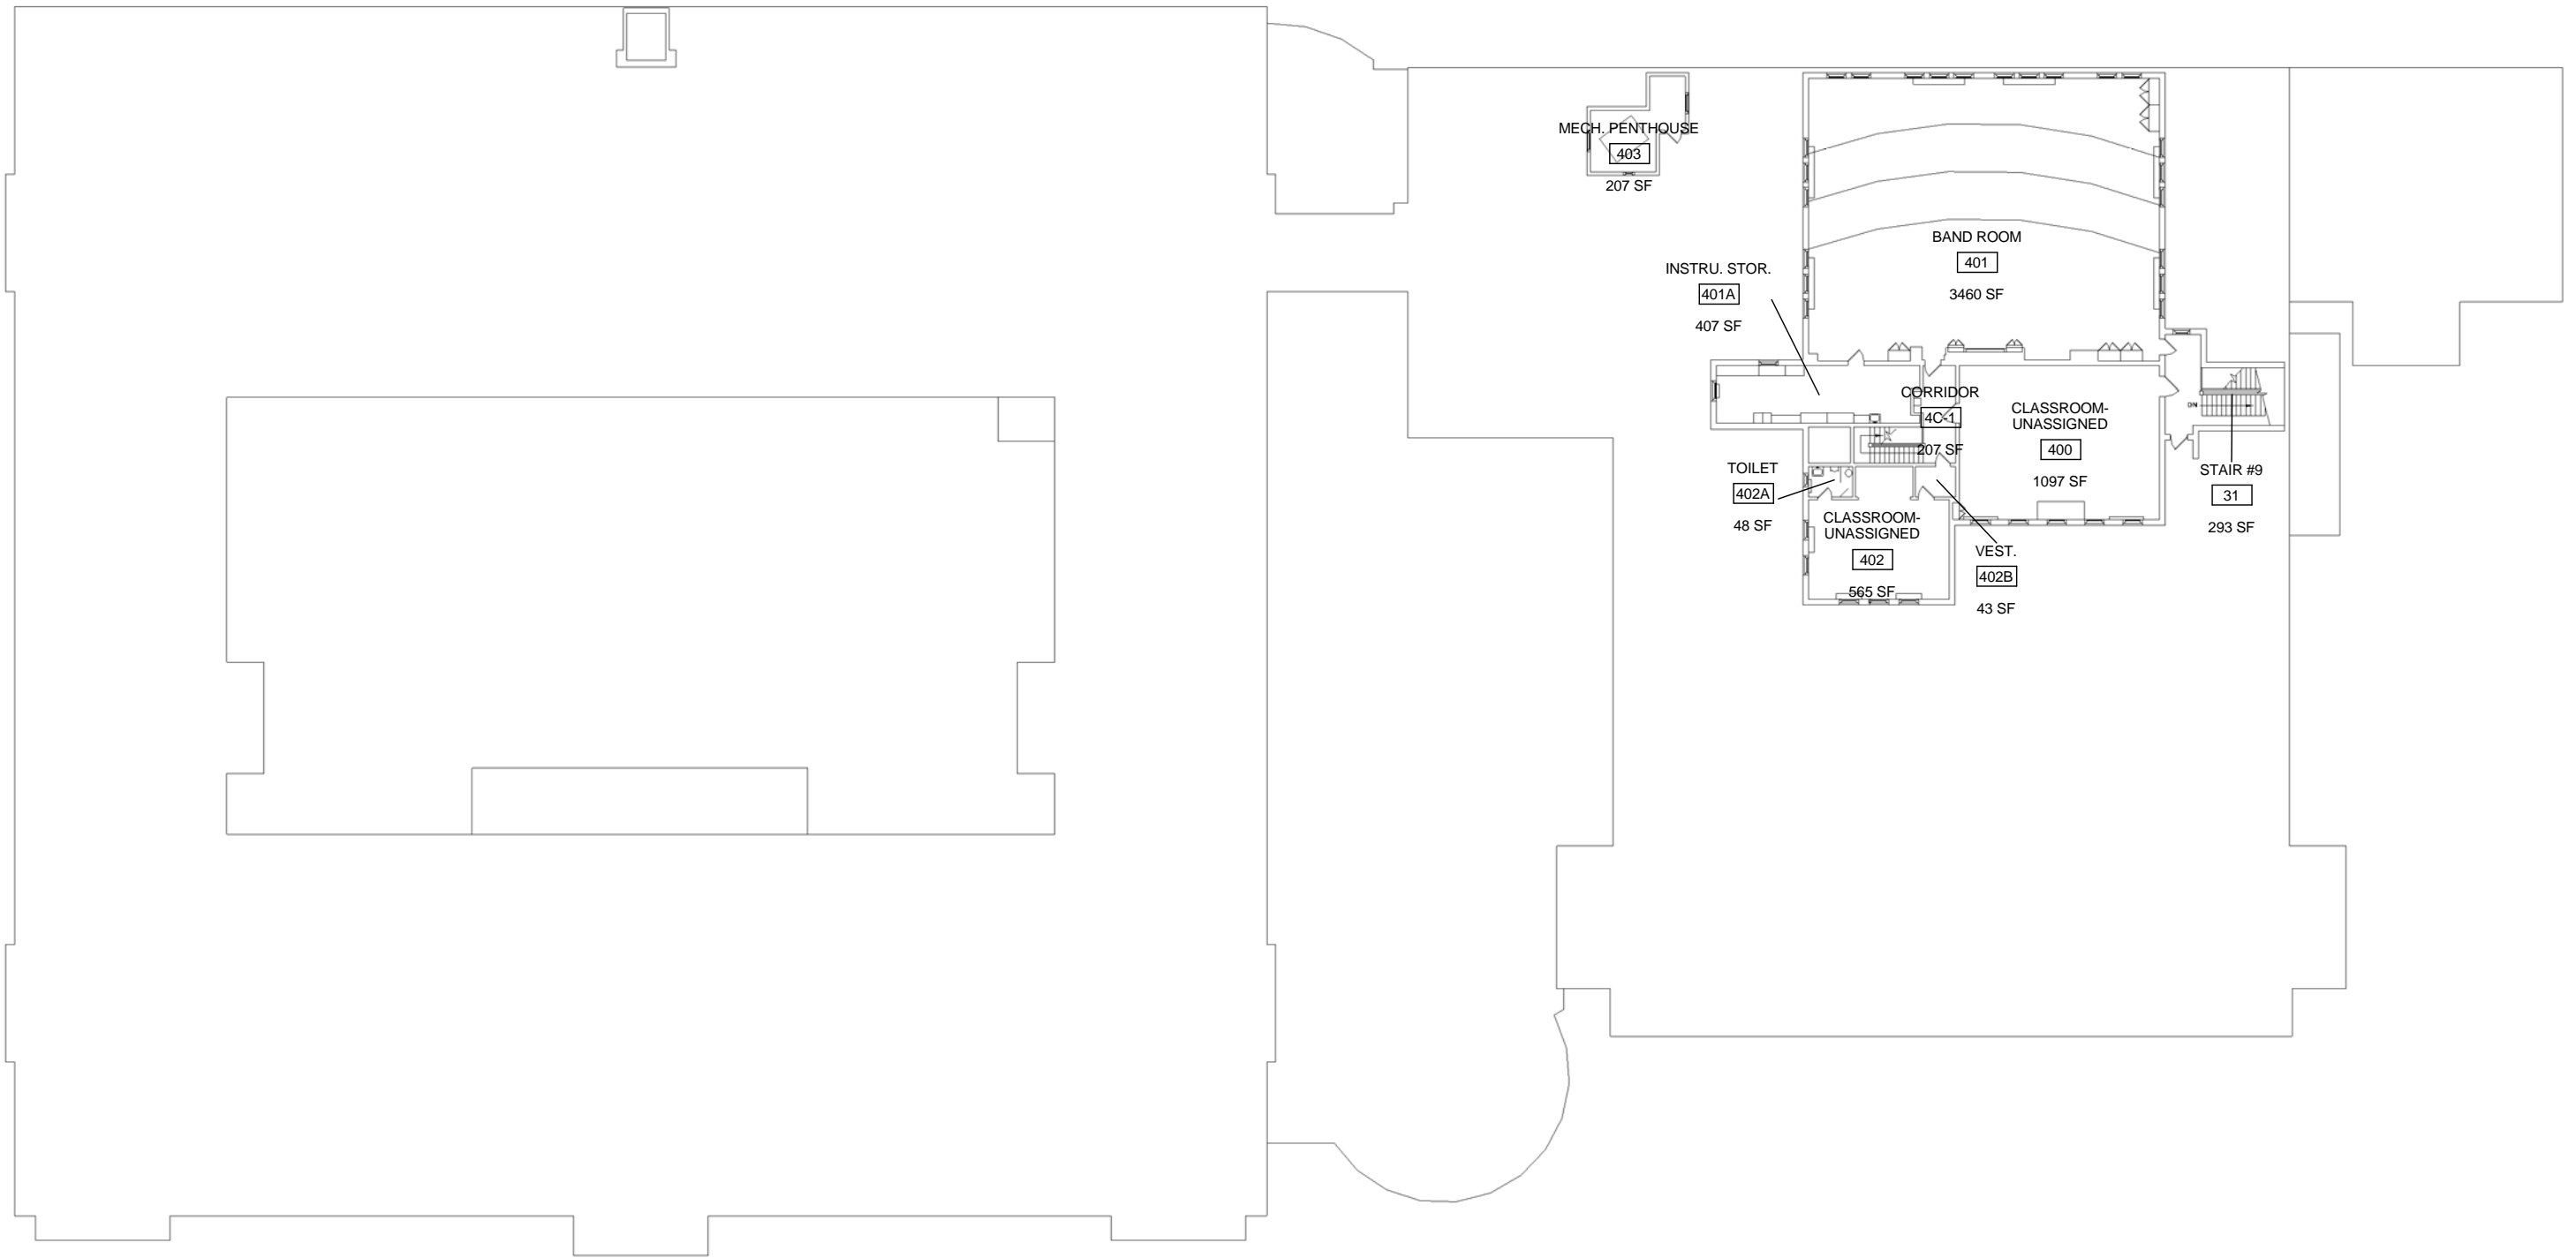 MECH. PENTHOUSE
403
207 SF
BAND ROOM
401
3460 SF
INSTRU. STOR.
401A
407 SF
CORRIDOR
4C-1
207 SF
CLASSROOM-
UNASSIGNED
400
1097 SF
DN
STAIR #9
31
293 SF
TOILET
402A
48 SF
CLASSROOM-
UNASSIGNED
402
565 SF
VEST.
402B
43 SF